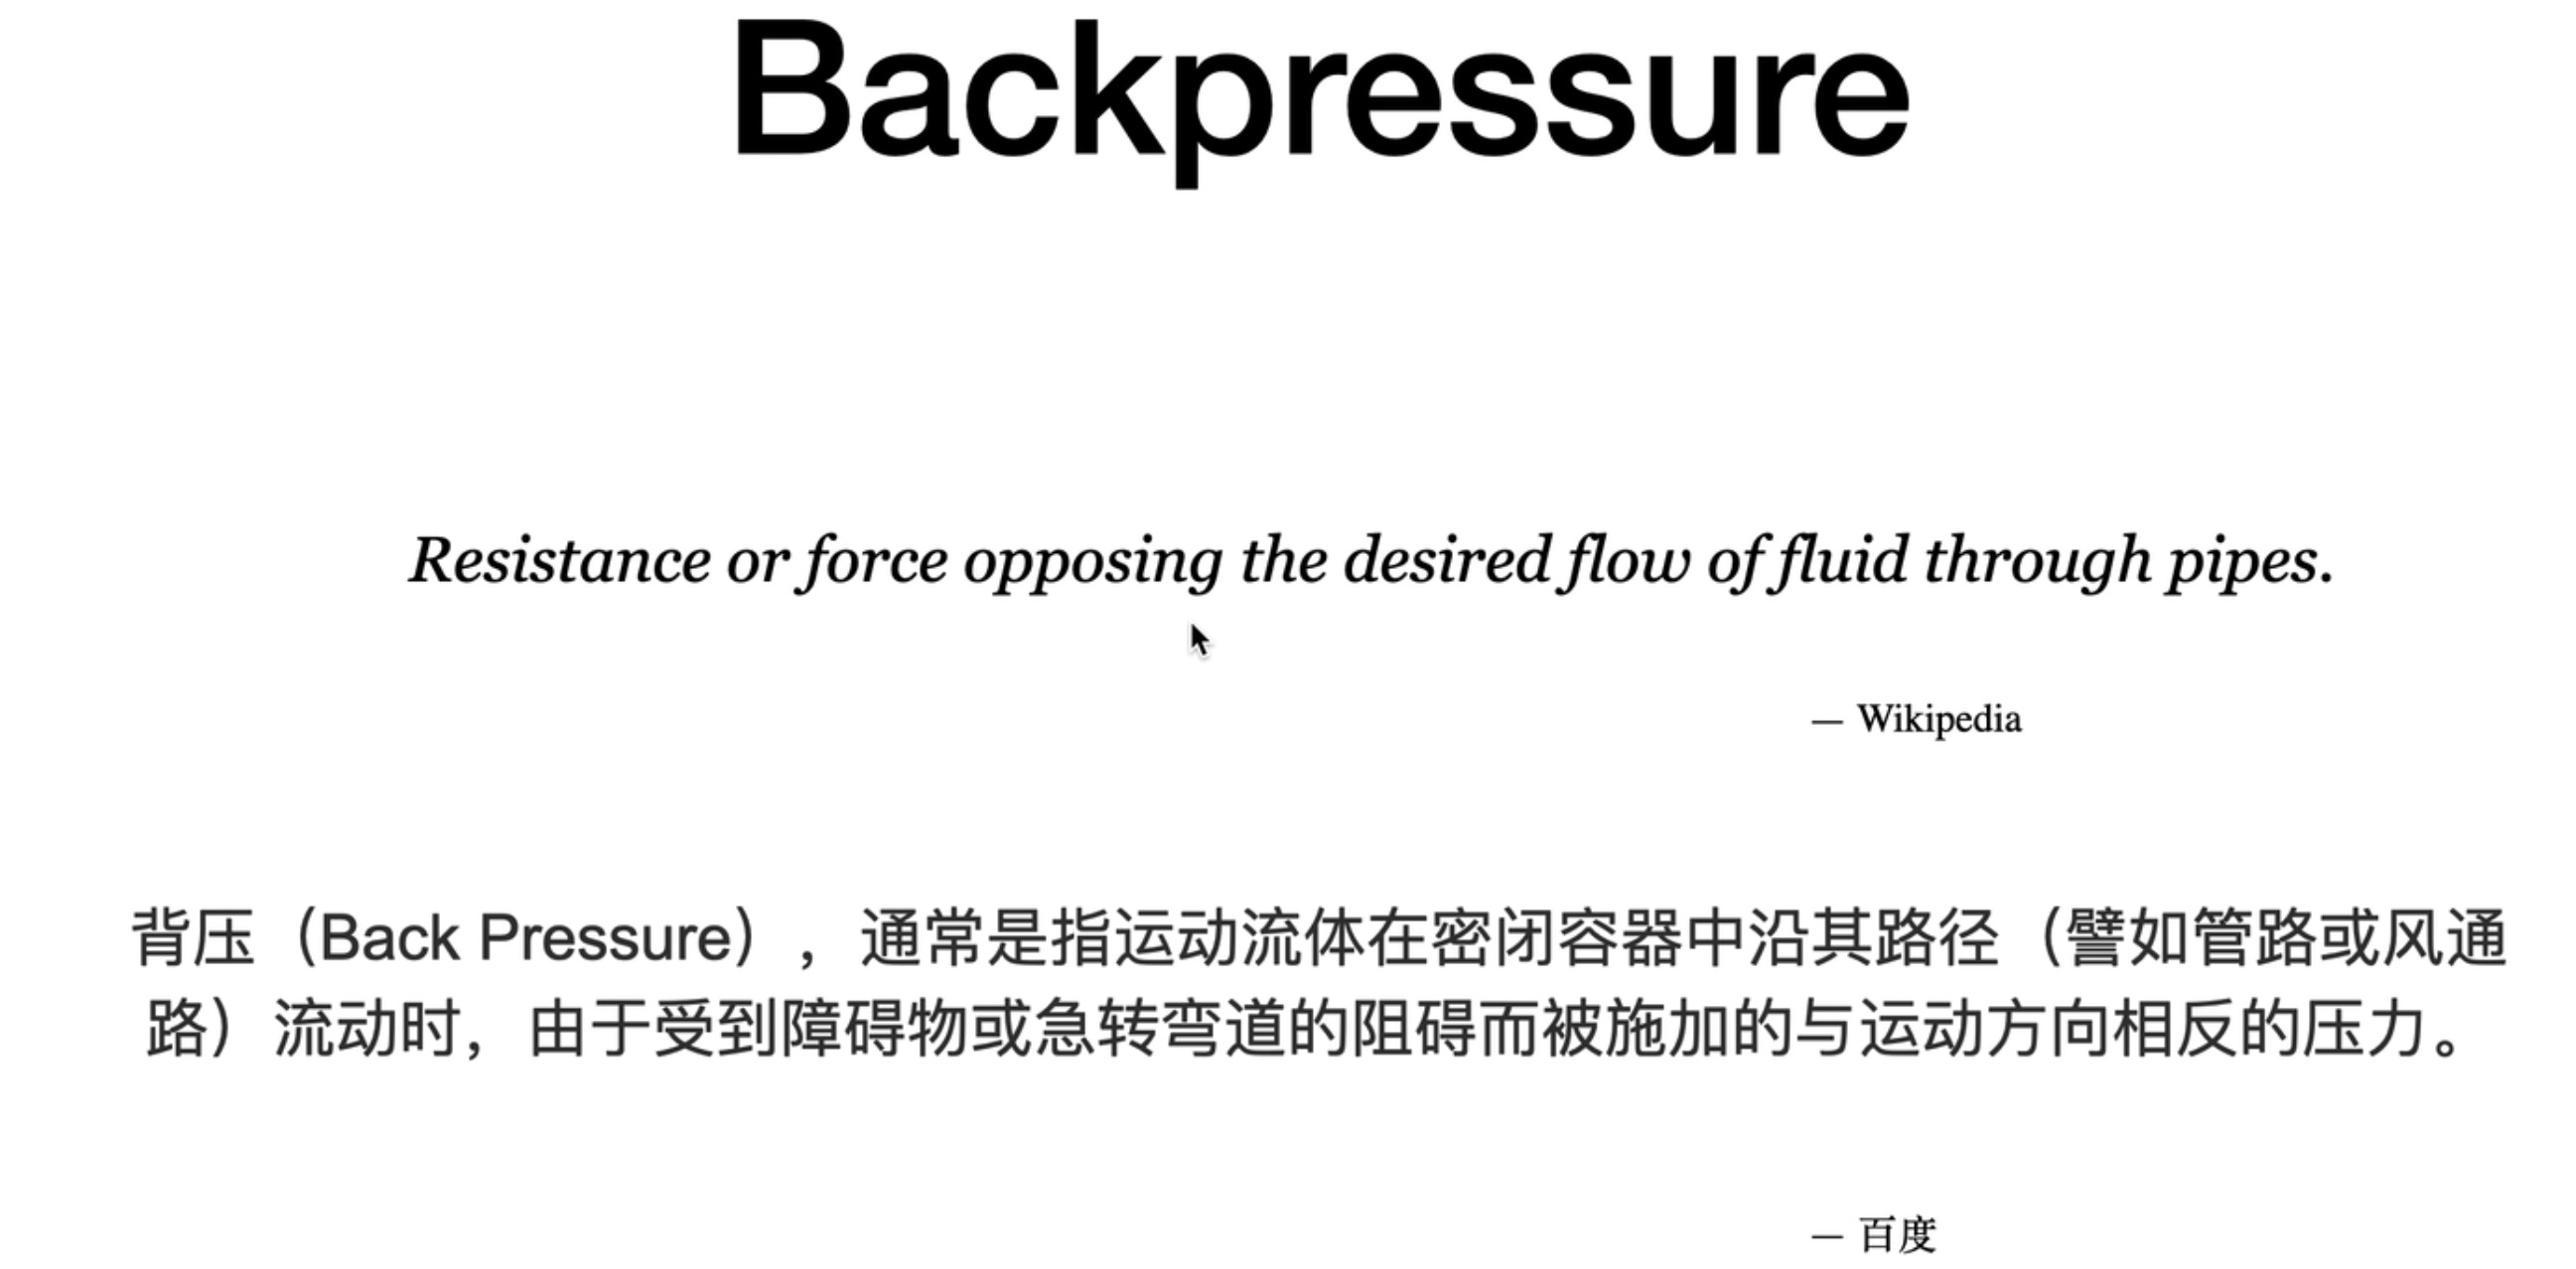 Backpressure
Resistance or force opposing the desired flow of fluid through pipes.
— Wikipedia
背压（Back Pressure），通常是指运动流体在密闭容器中沿其路径（譬如管路或风通
路）流动时，由于受到障碍物或急转弯道的阻碍而被施加的与运动方向相反的压力。
— 百度